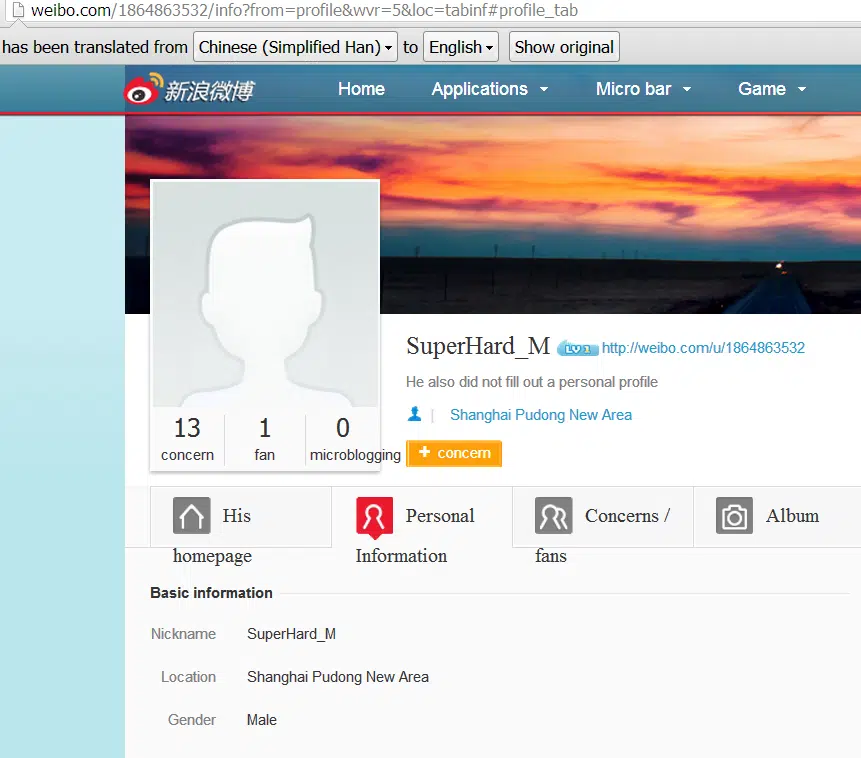 weibo.com/1864863532/info?from=profile&wvr=5&loc=tabinf#profile_tab
has been translated from Chinese (Simplified Han) to English Show original
新浪微博 Home Applications Micro bar Game
SuperHard_M LV 1 http://weibo.com/u/1864863532
He also did not fill out a personal profile
Shanghai Pudong New Area
13 1 0
concern fan microblogging
+ concern
His homepage
Personal Information
Concerns / fans
Album
Basic information
Nickname SuperHard_M
Location Shanghai Pudong New Area
Gender Male